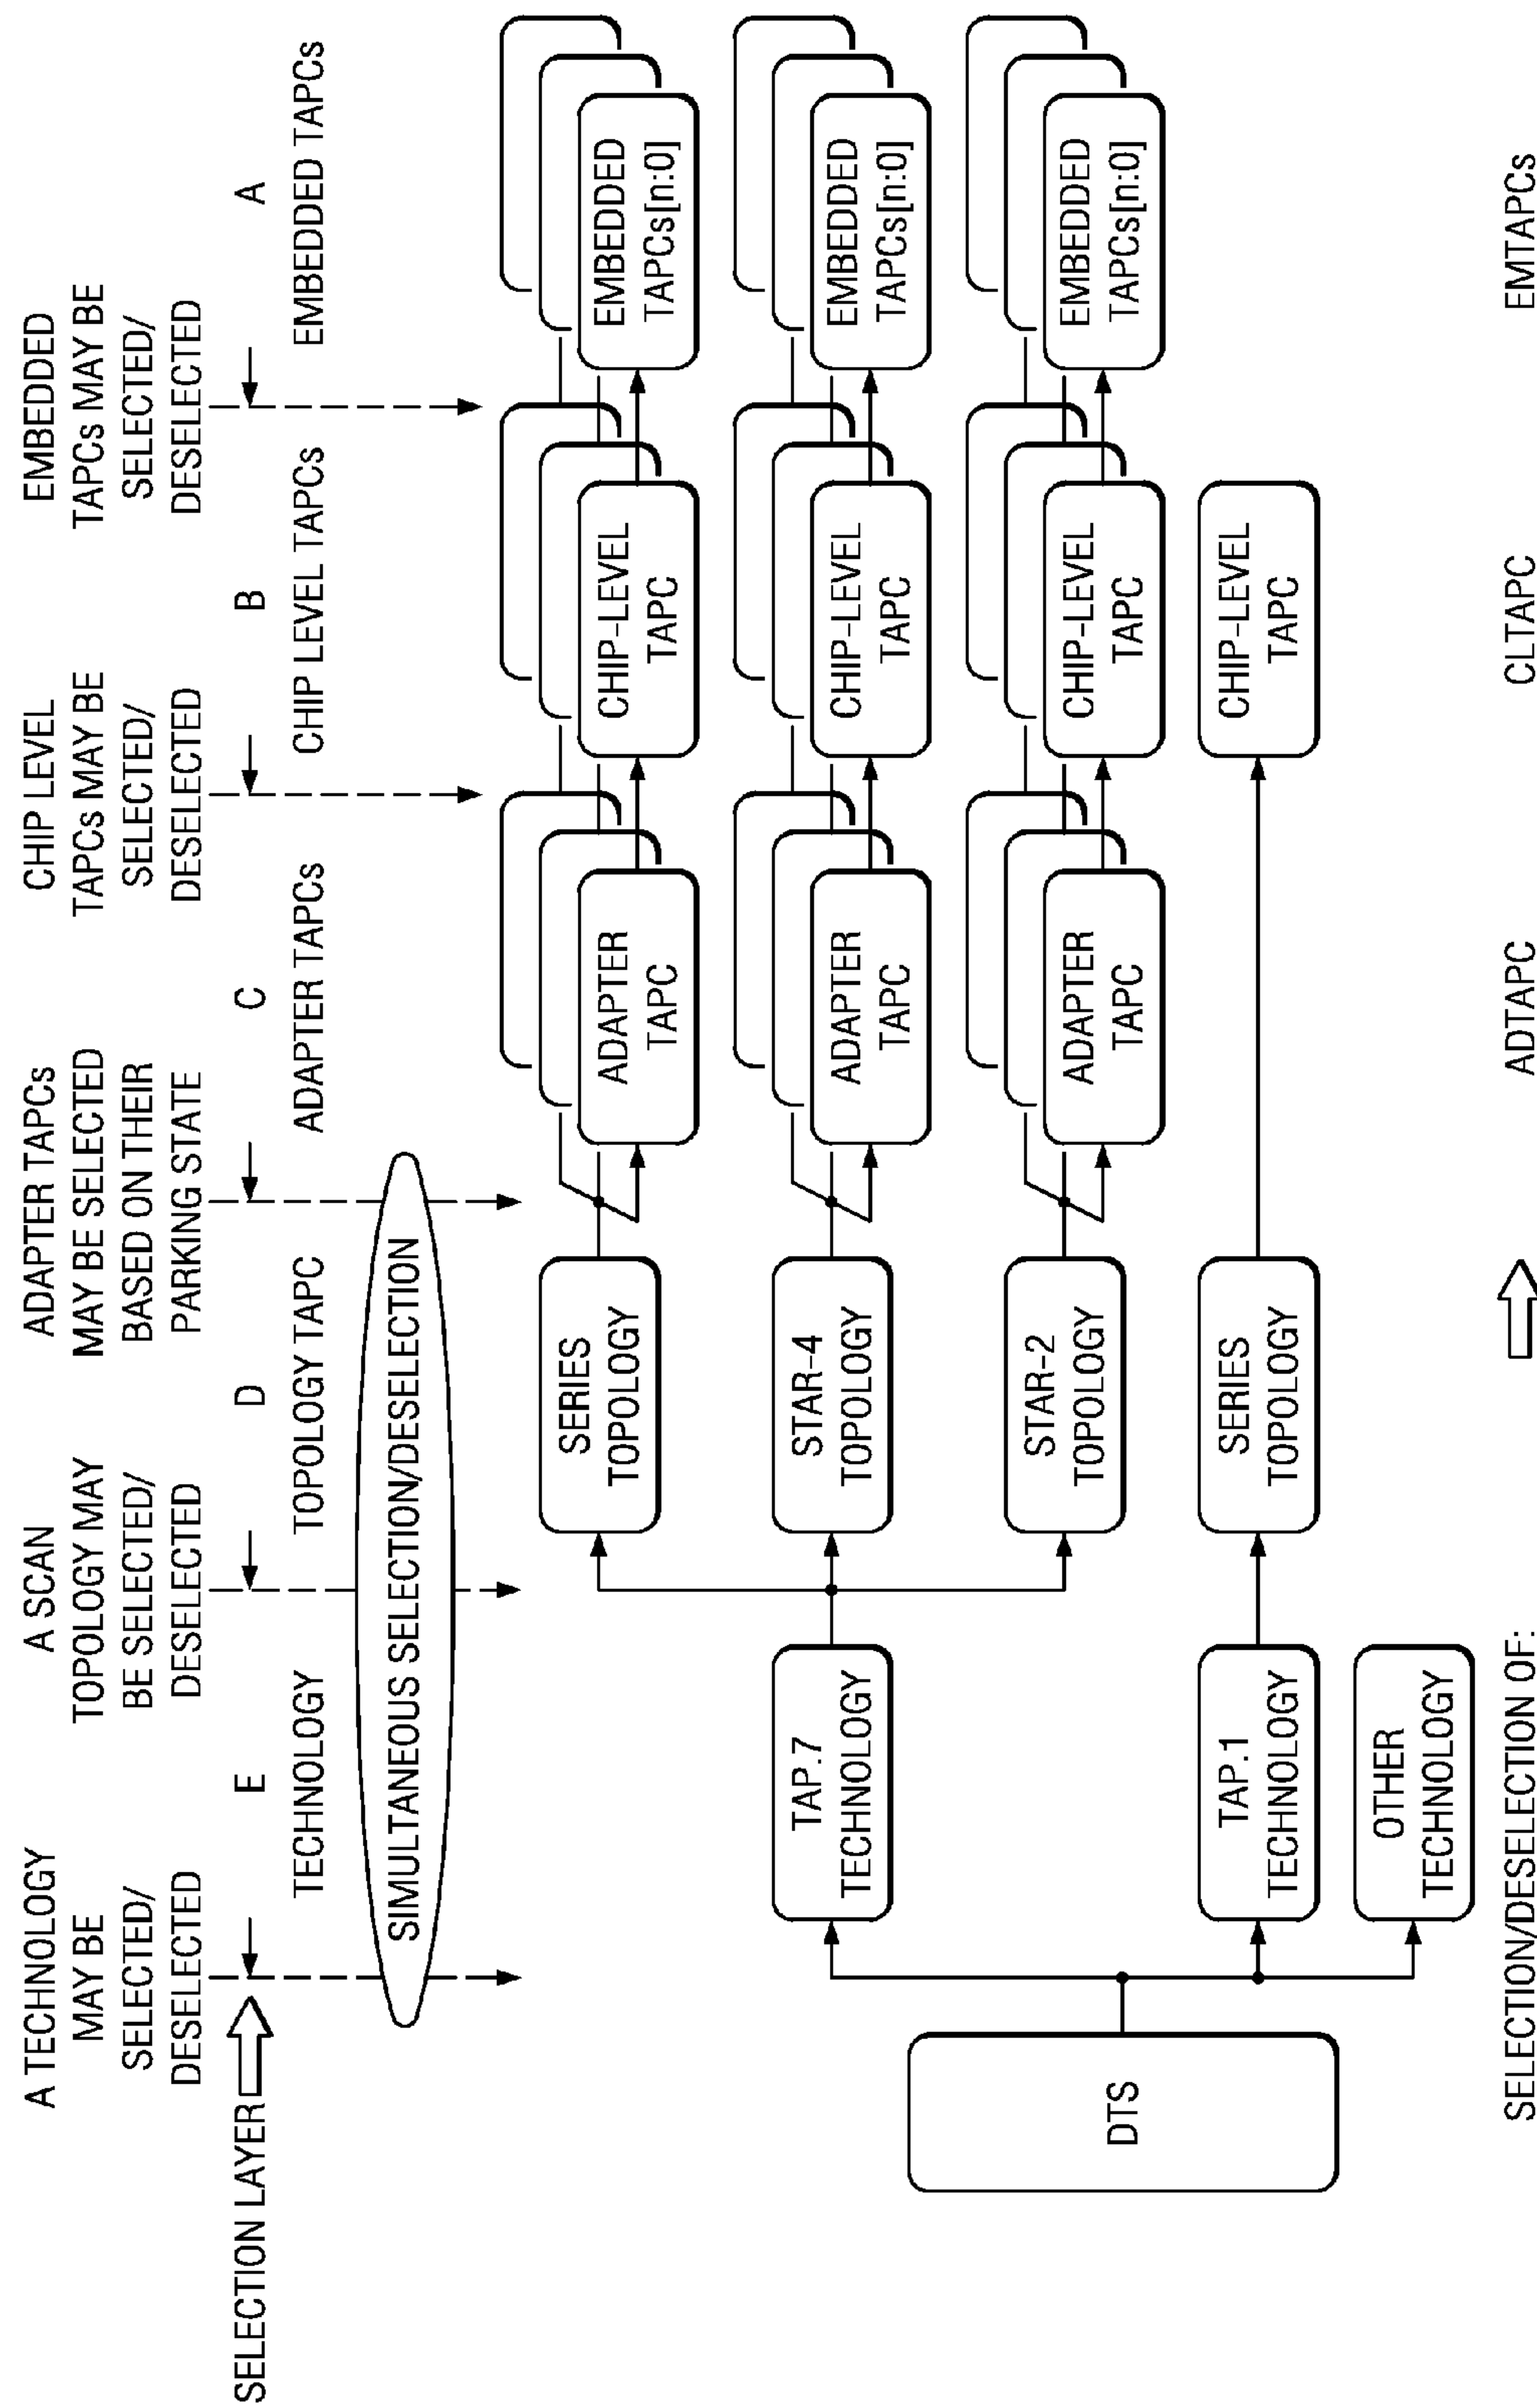 A TECHNOLOGY
MAY BE
SELECTED/
DESELECTED
A SCAN
TOPOLOGY MAY
BE SELECTED/
DESELECTED
ADAPTER TAPCs
MAY BE SELECTED
BASED ON THEIR
PARKING STATE
CHIP LEVEL
TAPCs MAY BE
SELECTED/
DESELECTED
EMBEDDED
TAPCs MAY BE
SELECTED/
DESELECTED
SELECTION LAYER
E
D
C
B
A
TECHNOLOGY
TOPOLOGY TAPC
ADAPTER TAPCs
CHIP LEVEL TAPCs
EMBEDDED TAPCs
SIMULTANEOUS SELECTION/DESELECTION
SERIES
TOPOLOGY
ADAPTER
TAPC
CHIP-LEVEL
TAPC
EMBEDDED
TAPCs[n:0]
TAP.7
TECHNOLOGY
STAR-4
TOPOLOGY
ADAPTER
TAPC
CHIP-LEVEL
TAPC
EMBEDDED
TAPCs[n:0]
STAR-2
TOPOLOGY
ADAPTER
TAPC
CHIP-LEVEL
TAPC
EMBEDDED
TAPCs[n:0]
DTS
TAP.1
TECHNOLOGY
SERIES
TOPOLOGY
CHIP-LEVEL
TAPC
OTHER
TECHNOLOGY
SELECTION/DESELECTION OF:
ADTAPC
CLTAPC
EMTAPCs